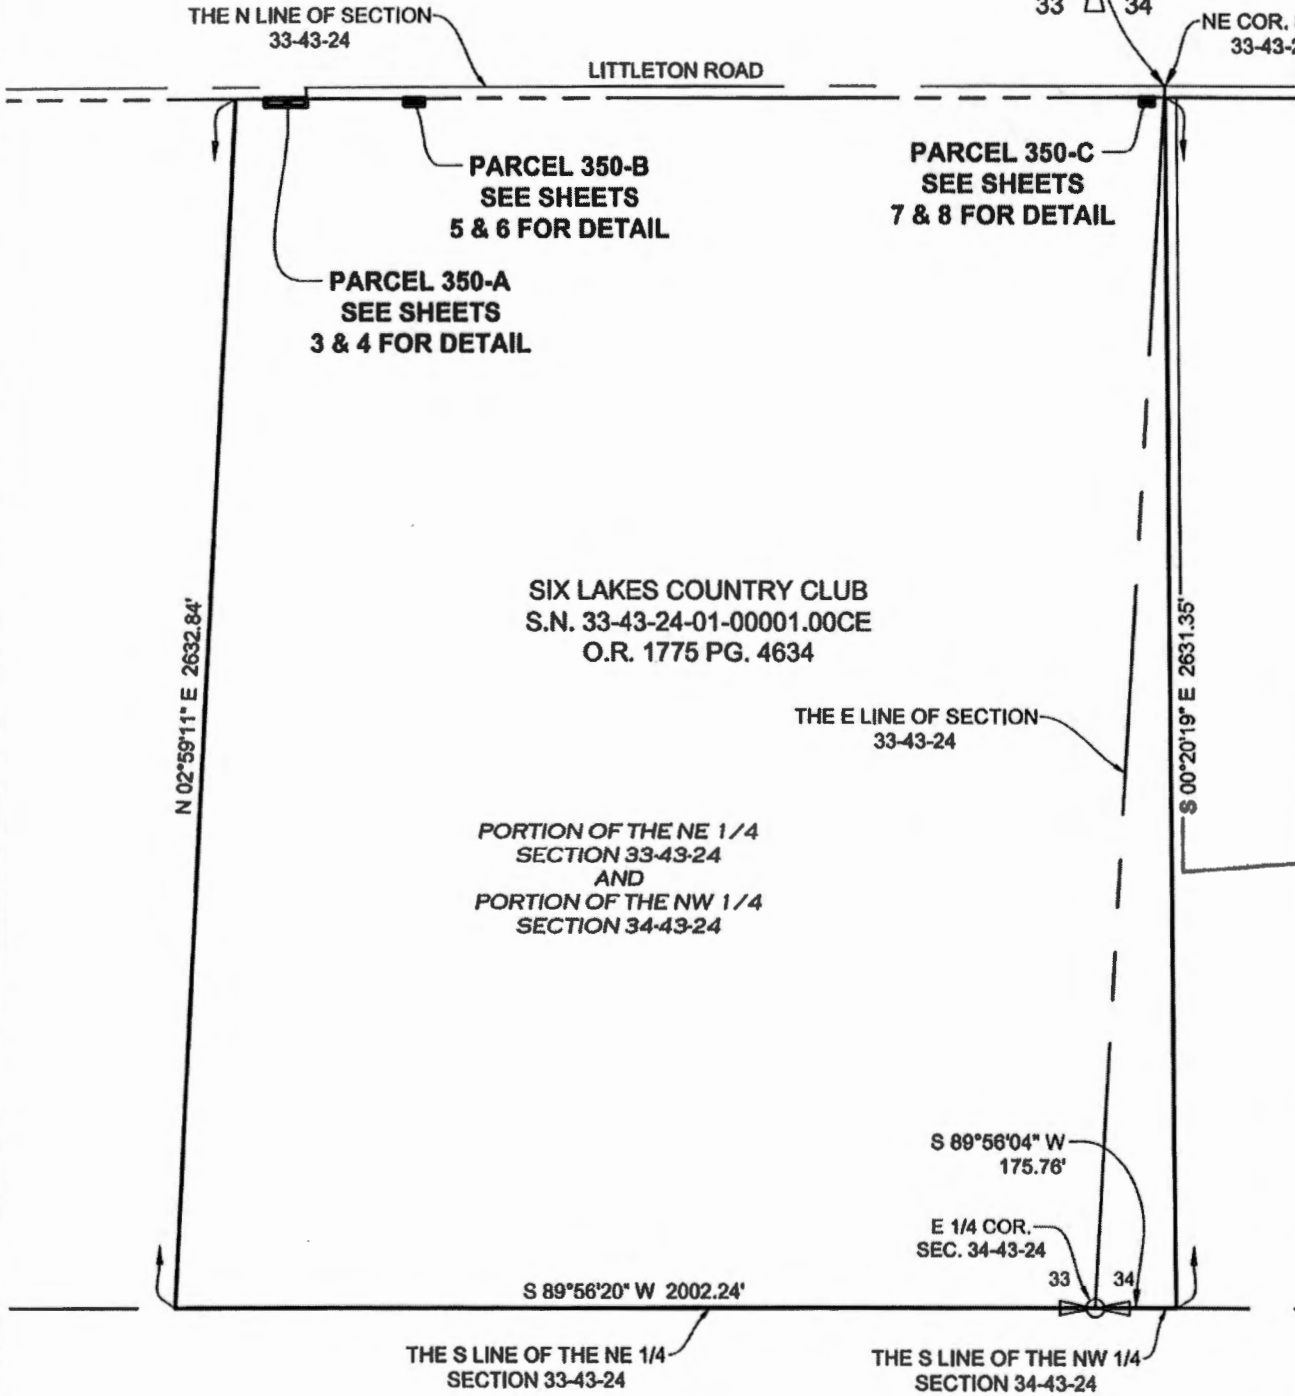 THE N LINE OF SECTION
33-43-24
33 34
NE COR.
33-43-2
LITTLETON ROAD
PARCEL 350-B
SEE SHEETS
5 & 6 FOR DETAIL
PARCEL 350-C
SEE SHEETS
7 & 8 FOR DETAIL
PARCEL 350-A
SEE SHEETS
3 & 4 FOR DETAIL
N 02°59'11" E 2632.84'
SIX LAKES COUNTRY CLUB
S.N. 33-43-24-01-00001.00CE
O.R. 1775 PG. 4634
S 00°20'19" E 2631.35'
THE E LINE OF SECTION
33-43-24
PORTION OF THE NE 1/4
SECTION 33-43-24
AND
PORTION OF THE NW 1/4
SECTION 34-43-24
S 89°56'04" W
175.76'
E 1/4 COR.
SEC. 34-43-24
33 34
S 89°56'20" W 2002.24'
THE S LINE OF THE NE 1/4
SECTION 33-43-24
THE S LINE OF THE NW 1/4
SECTION 34-43-24